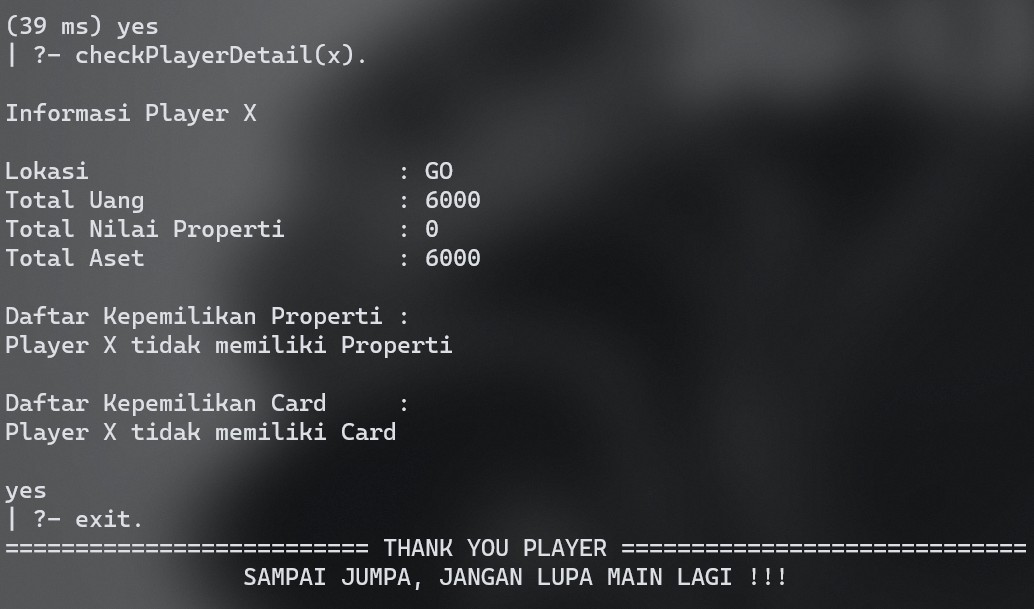 (39 ms) yes
| ?- checkPlayerDetail(x).
Informasi Player X
Lokasi : GO
Total Uang : 6000
Total Nilai Properti : 0
Total Aset : 6000
Daftar Kepemilikan Properti :
Player X tidak memiliki Properti
Daftar Kepemilikan Card :
Player X tidak memiliki Card
yes
| ?- exit.
========================== THANK YOU PLAYER =============================
SAMPAI JUMPA, JANGAN LUPA MAIN LAGI !!!